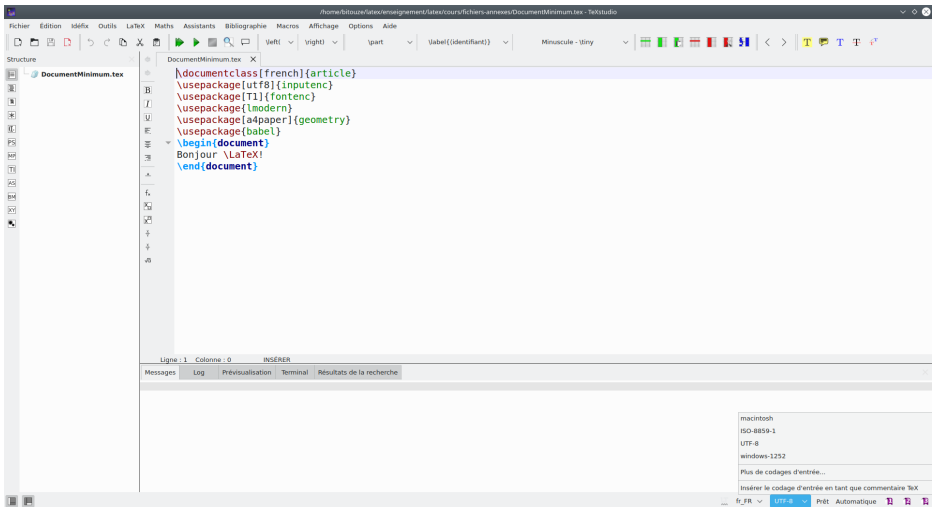 /home/bitouze/latex/enseignement/latex/cours/fichiers-annexes/DocumentMinimum.tex - TeXstudio
Fichier Édition Idéfix Outils LaTeX Maths Assistants Bibliographie Macros Affichage Options Aide
\left( \right) \part \label{(identifiant)} Minuscule - \tiny
Structure
DocumentMinimum.tex
DocumentMinimum.tex
\documentclass[french]{article}
\usepackage[utf8]{inputenc}
\usepackage[T1]{fontenc}
\usepackage{lmodern}
\usepackage[a4paper]{geometry}
\usepackage{babel}
\begin{document}
Bonjour \LaTeX!
\end{document}
Ligne : 1 Colonne : 0 INSÉRER
Messages Log Prévisualisation Terminal Résultats de la recherche
macintosh
ISO-8859-1
UTF-8
windows-1252
Plus de codages d'entrée...
Insérer le codage d'entrée en tant que commentaire TeX
... fr_FR UTF-8 Prêt Automatique